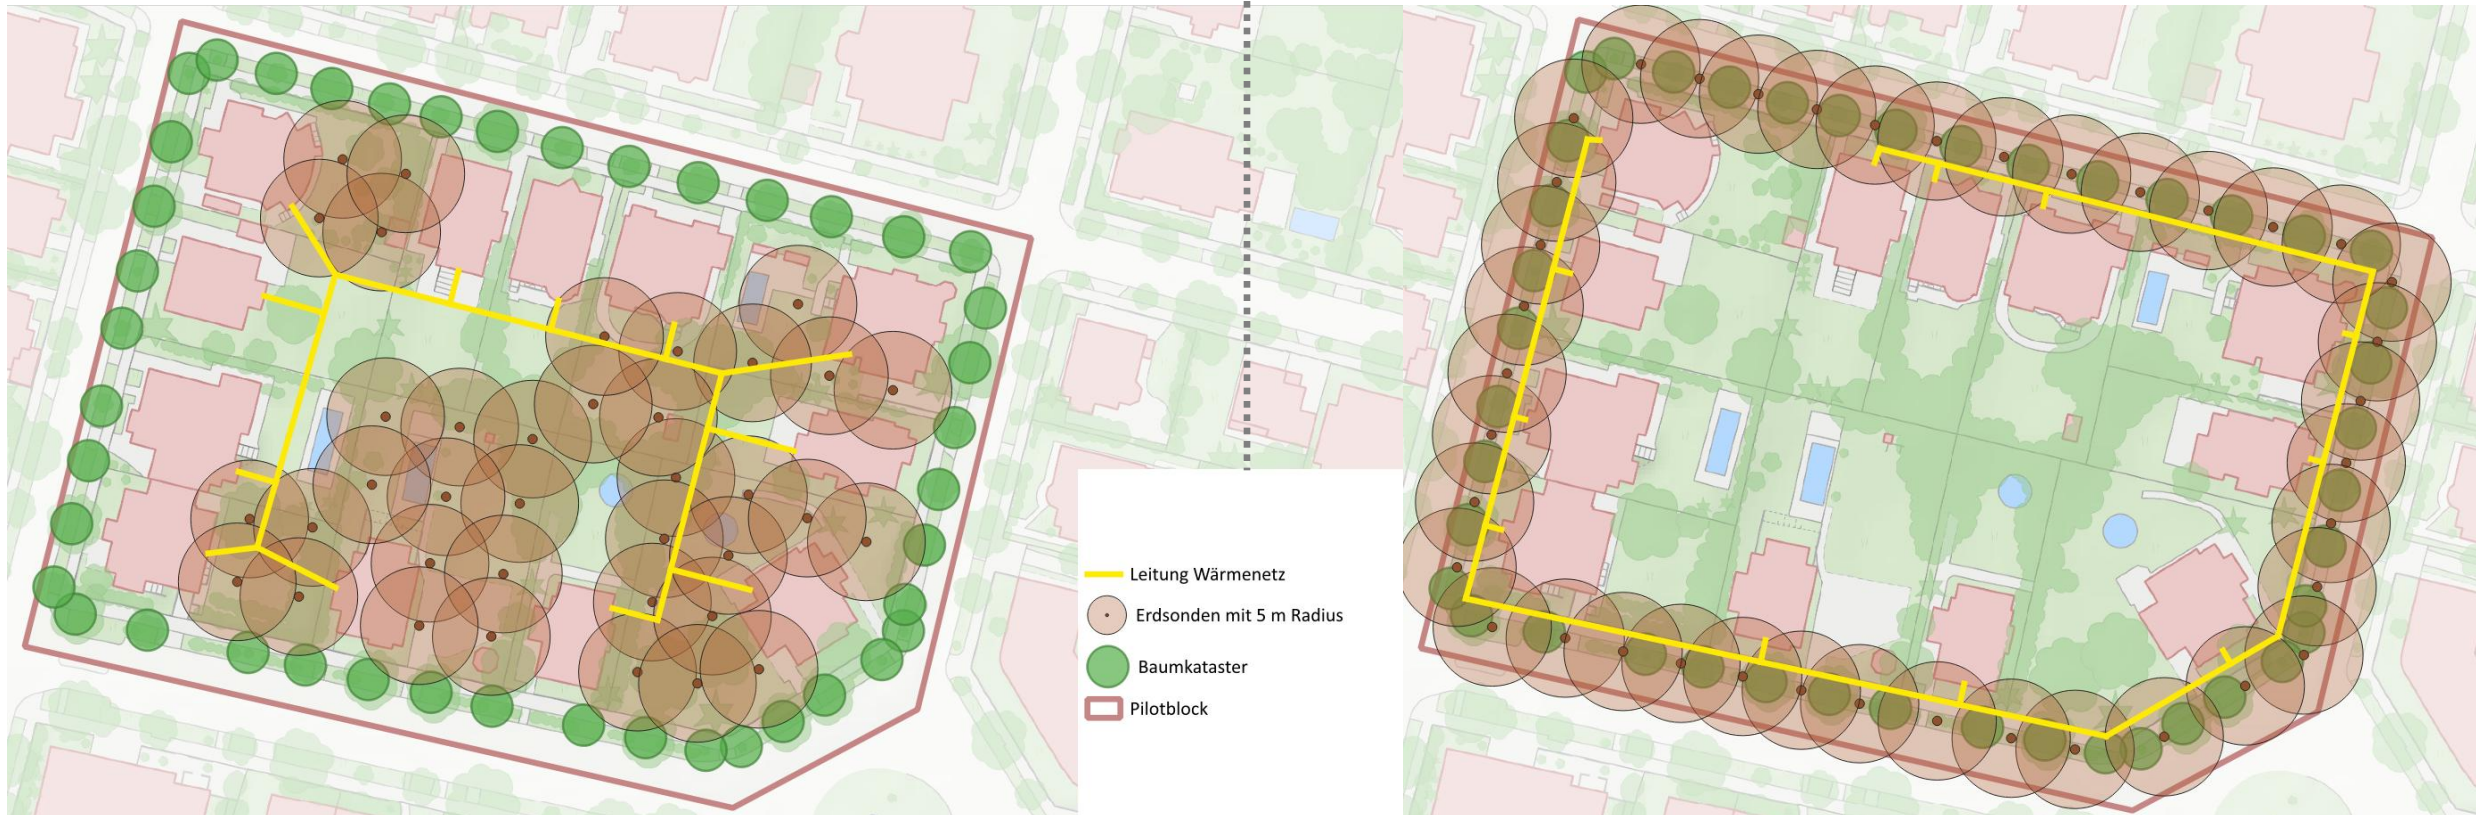 Leitung Wärmenetz
Erdsonden mit 5 m Radius
Baumkataster
Pilotblock